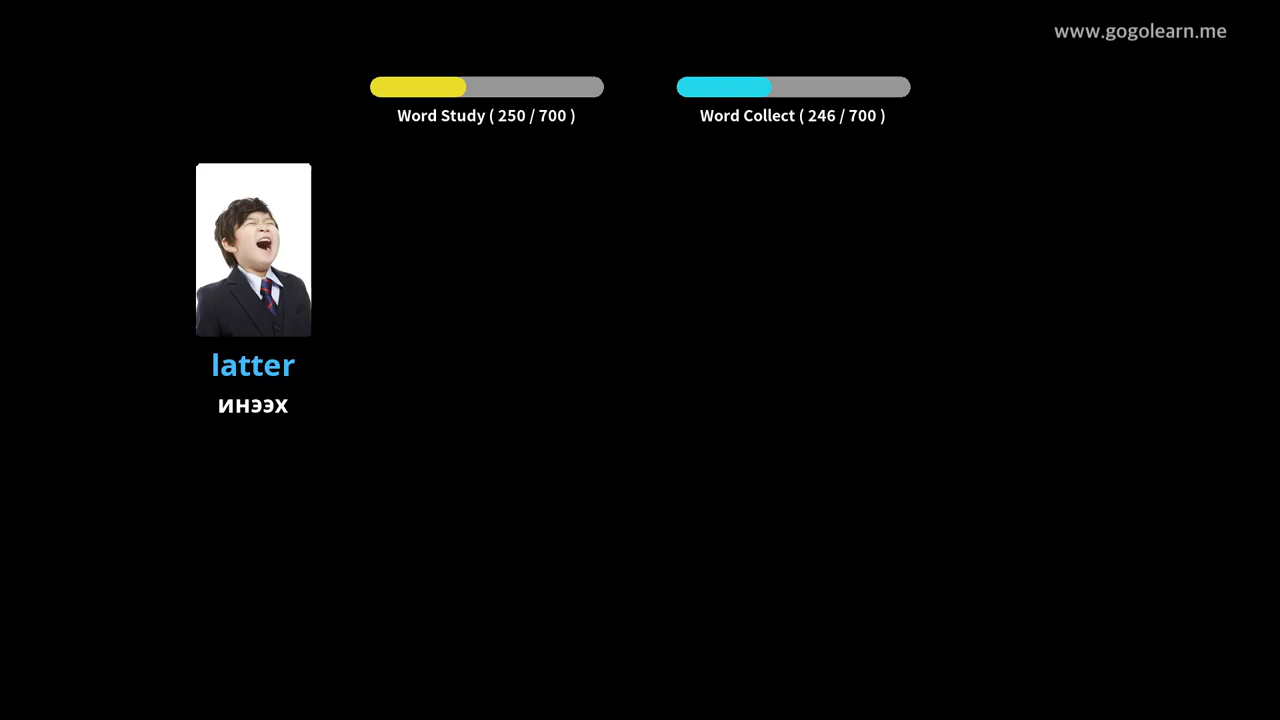 www.gogolearn.me
Word Study ( 250 / 700 )
Word Collect ( 246 / 700 )
latter
инээх